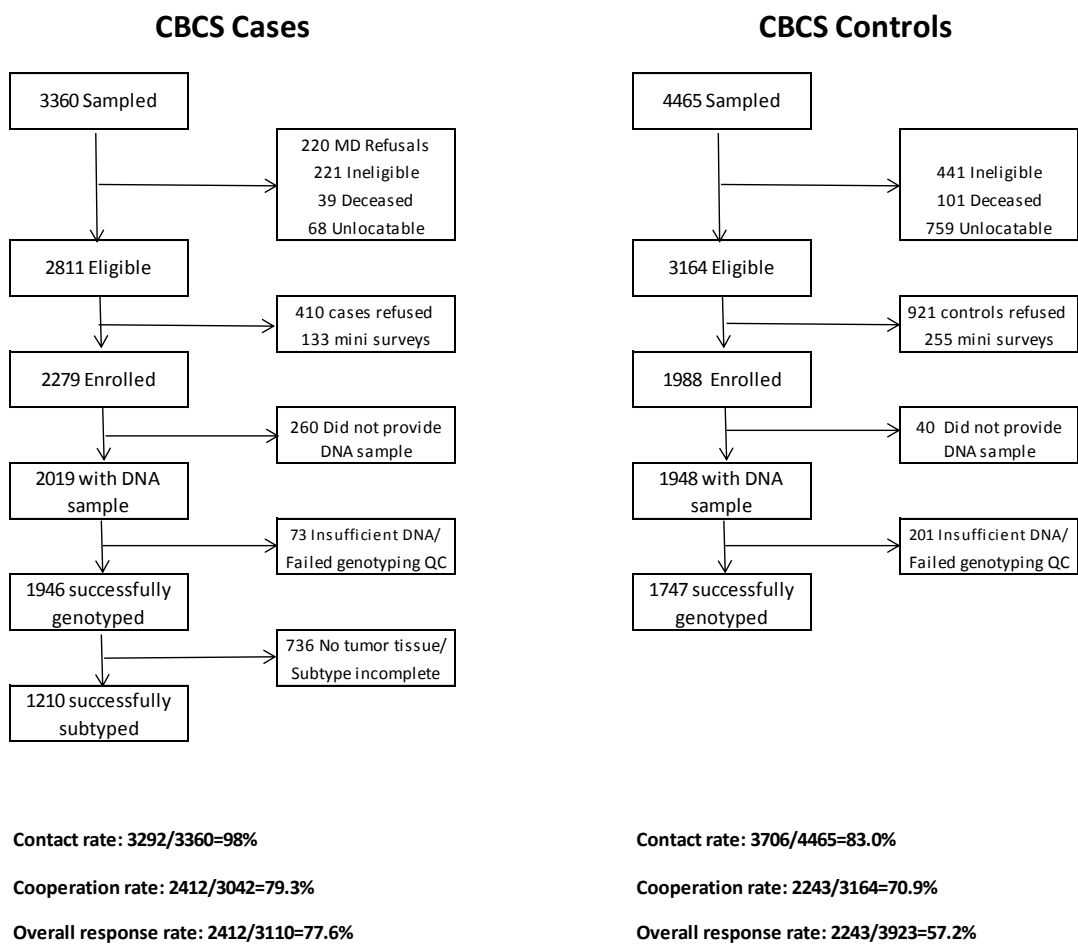 CBCS Cases
3360 Sampled
220 MD Refusals
221 Ineligible
39 Deceased
68 Unlocatable
2811 Eligible
410 cases refused
133 mini surveys
2279 Enrolled
260 Did not provide
DNA sample
2019 with DNA
sample
73 Insufficient DNA/
Failed genotyping QC
1946 successfully
genotyped
736 No tumor tissue/
Subtype incomplete
1210 successfully
subtyped
Contact rate: 3292/3360=98%
Cooperation rate: 2412/3042=79.3%
Overall response rate: 2412/3110=77.6%
CBCS Controls
4465 Sampled
441 Ineligible
101 Deceased
759 Unlocatable
3164 Eligible
921 controls refused
255 mini surveys
1988 Enrolled
40 Did not provide
DNA sample
1948 with DNA
sample
201 Insufficient DNA/
Failed genotyping QC
1747 successfully
genotyped
Contact rate: 3706/4465=83.0%
Cooperation rate: 2243/3164=70.9%
Overall response rate: 2243/3923=57.2%